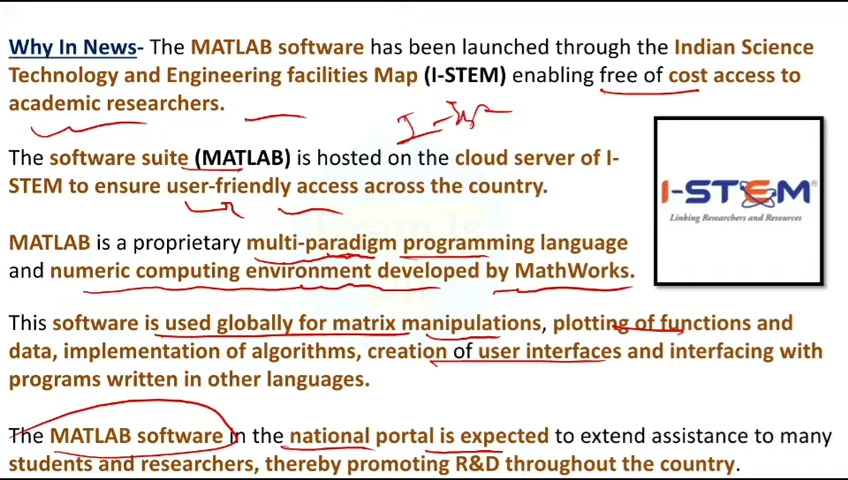 Why In News- The MATLAB software has been launched through the Indian Science
Technology and Engineering facilities Map (I-STEM) enabling free of cost access to
academic researchers.
The software suite (MATLAB) is hosted on the cloud server of I-
STEM to ensure user-friendly access across the country.
I-STEM
Linking Researchers and Resources
MATLAB is a proprietary multi-paradigm programming language
and numeric computing environment developed by MathWorks.
This software is used globally for matrix manipulations, plotting of functions and
data, implementation of algorithms, creation of user interfaces and interfacing with
programs written in other languages.
The MATLAB software in the national portal is expected to extend assistance to many
students and researchers, thereby promoting R&D throughout the country.